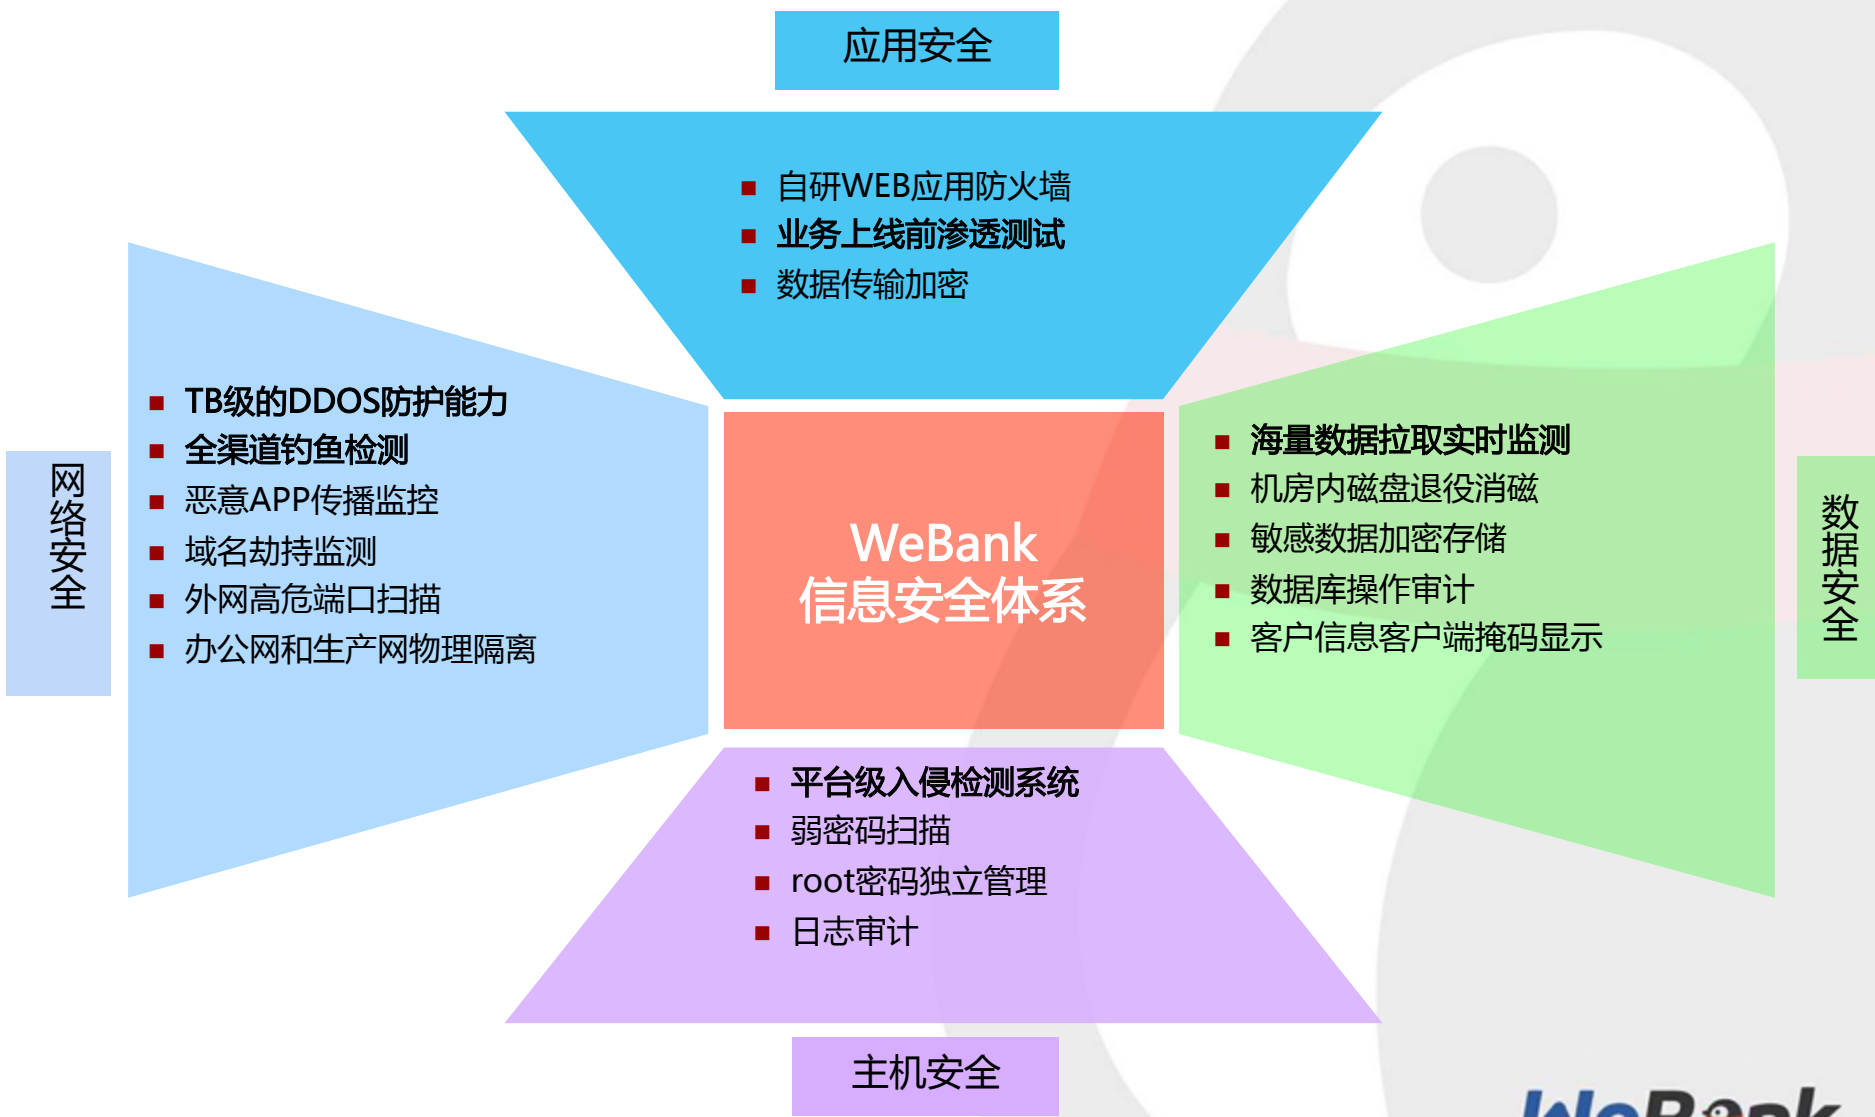 应用安全
自研WEB应用防火墙
业务上线前渗透测试
数据传输加密
网络安全
TB级的DDOS防护能力
全渠道钓鱼检测
恶意APP传播监控
域名劫持监测
外网高危端口扫描
办公网和生产网物理隔离
WeBank
信息安全体系
海量数据拉取实时监测
机房内磁盘退役消磁
敏感数据加密存储
数据库操作审计
客户信息客户端掩码显示
数据安全
平台级入侵检测系统
弱密码扫描
root密码独立管理
日志审计
主机安全
WeBank